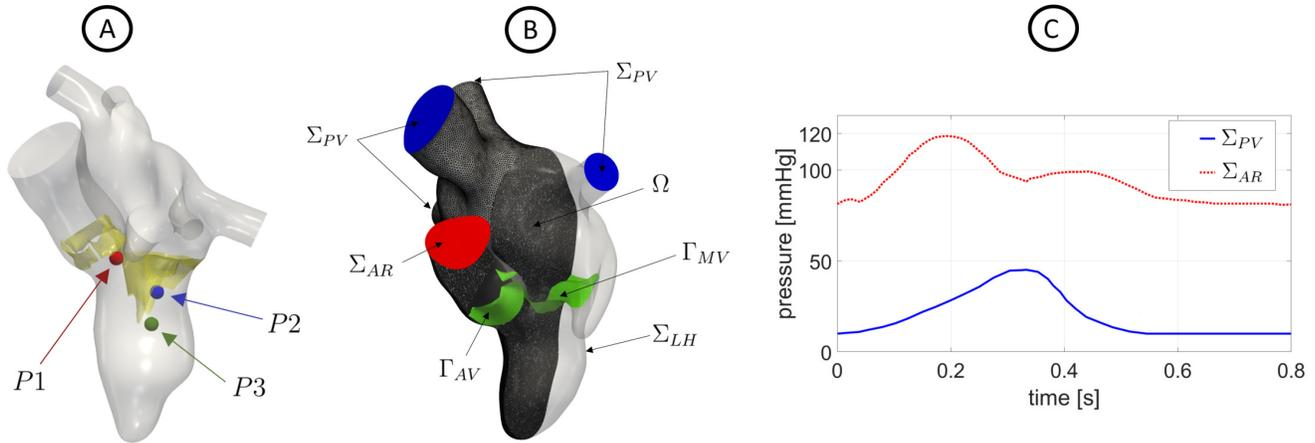 A
P1
P2
P3
B
Σ_PV
Σ_PV
Ω
Σ_AR
Γ_MV
Γ_AV
Σ_LH
C
pressure [mmHg]
120
100
50
0
Σ_PV
Σ_AR
0 0.2 0.4 0.6 0.8
time [s]